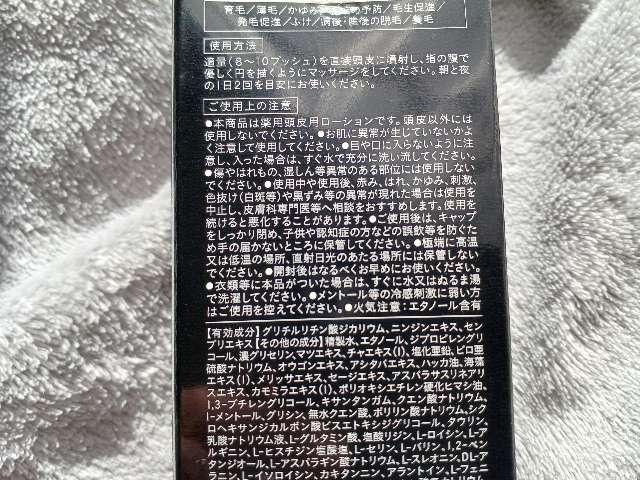 育毛／薄毛／かゆみ／ の予防／毛生促進／
発毛促進／ふけ／病後・産後の脱毛／養毛
使用方法
適量（8〜10プッシュ）を直接頭皮に噴射し、指の腹で
優しく円を描くようにマッサージをしてください。朝と夜
の1日2回を目安にお使いください。
ご使用上の注意
●本商品は薬用頭皮用ローションです。頭皮以外には
使用しないでください。●お肌に異常が生じていないかよ
く注意して使用してください。●目や口に入らないように注
意し、入った場合は、すぐ水で充分に洗い流してください。
●傷やはれもの、湿しん等異常のある部位には使用しない
でください。●使用中や使用後、赤み、はれ、かゆみ、刺激、
色抜け（白斑等）や黒ずみ等の異常が現れた場合は使用を
中止し、皮膚科専門医等へ相談をおすすめします。使用を
続けると悪化することがあります。●ご使用後は、キャップ
をしっかり閉め、子供や認知症の方などの誤飲等を防ぐた
め手の届かないところに保管してください。●極端に高温
又は低温の場所、直射日光のあたる場所には保管しない
でください。●開封後はなるべくお早めにお使いください。
●衣類等に本品がついた場合は、すぐに水又はぬるま湯
で洗濯してください。●メントール等の冷感刺激に弱い方
はご使用を控えてください。●火気注意：エタノール含有
【有効成分】グリチルリチン酸ジカリウム、ニンジンエキス、セン
ブリエキス【その他の成分】精製水、エタノール、ジプロピレングリ
コール、濃グリセリン、マツエキス、チャエキス（1）、塩化亜鉛、ピロ亜
硫酸ナトリウム、オウゴンエキス、アシタバエキス、ハッカ油、海藻
エキス（1）、メリッサエキス、セージエキス、アスパラサスリネアリ
スエキス、カモミラエキス（1）、ポリオキシエチレン硬化ヒマシ油、
1,3-ブチレングリコール、キサンタンガム、クエン酸ナトリウム、
l-メントール、グリシン、無水クエン酸、ポリリン酸ナトリウム、シク
ロヘキサンジカルボン酸ビスエトキシジグリコール、タウリン、
乳酸ナトリウム液、L-グルタミン酸、塩酸リジン、L-ロイシン、L-ア
ルギニン、L-ヒスチジン塩酸塩、L-セリン、L-バリン、1,2-ペン
タンジオール、L-アスパラギン酸ナトリウム、L-スレオニン、DL-ア
ラニン、L-イソロイシン、カキタンニン、アラントイン、L-フェニ